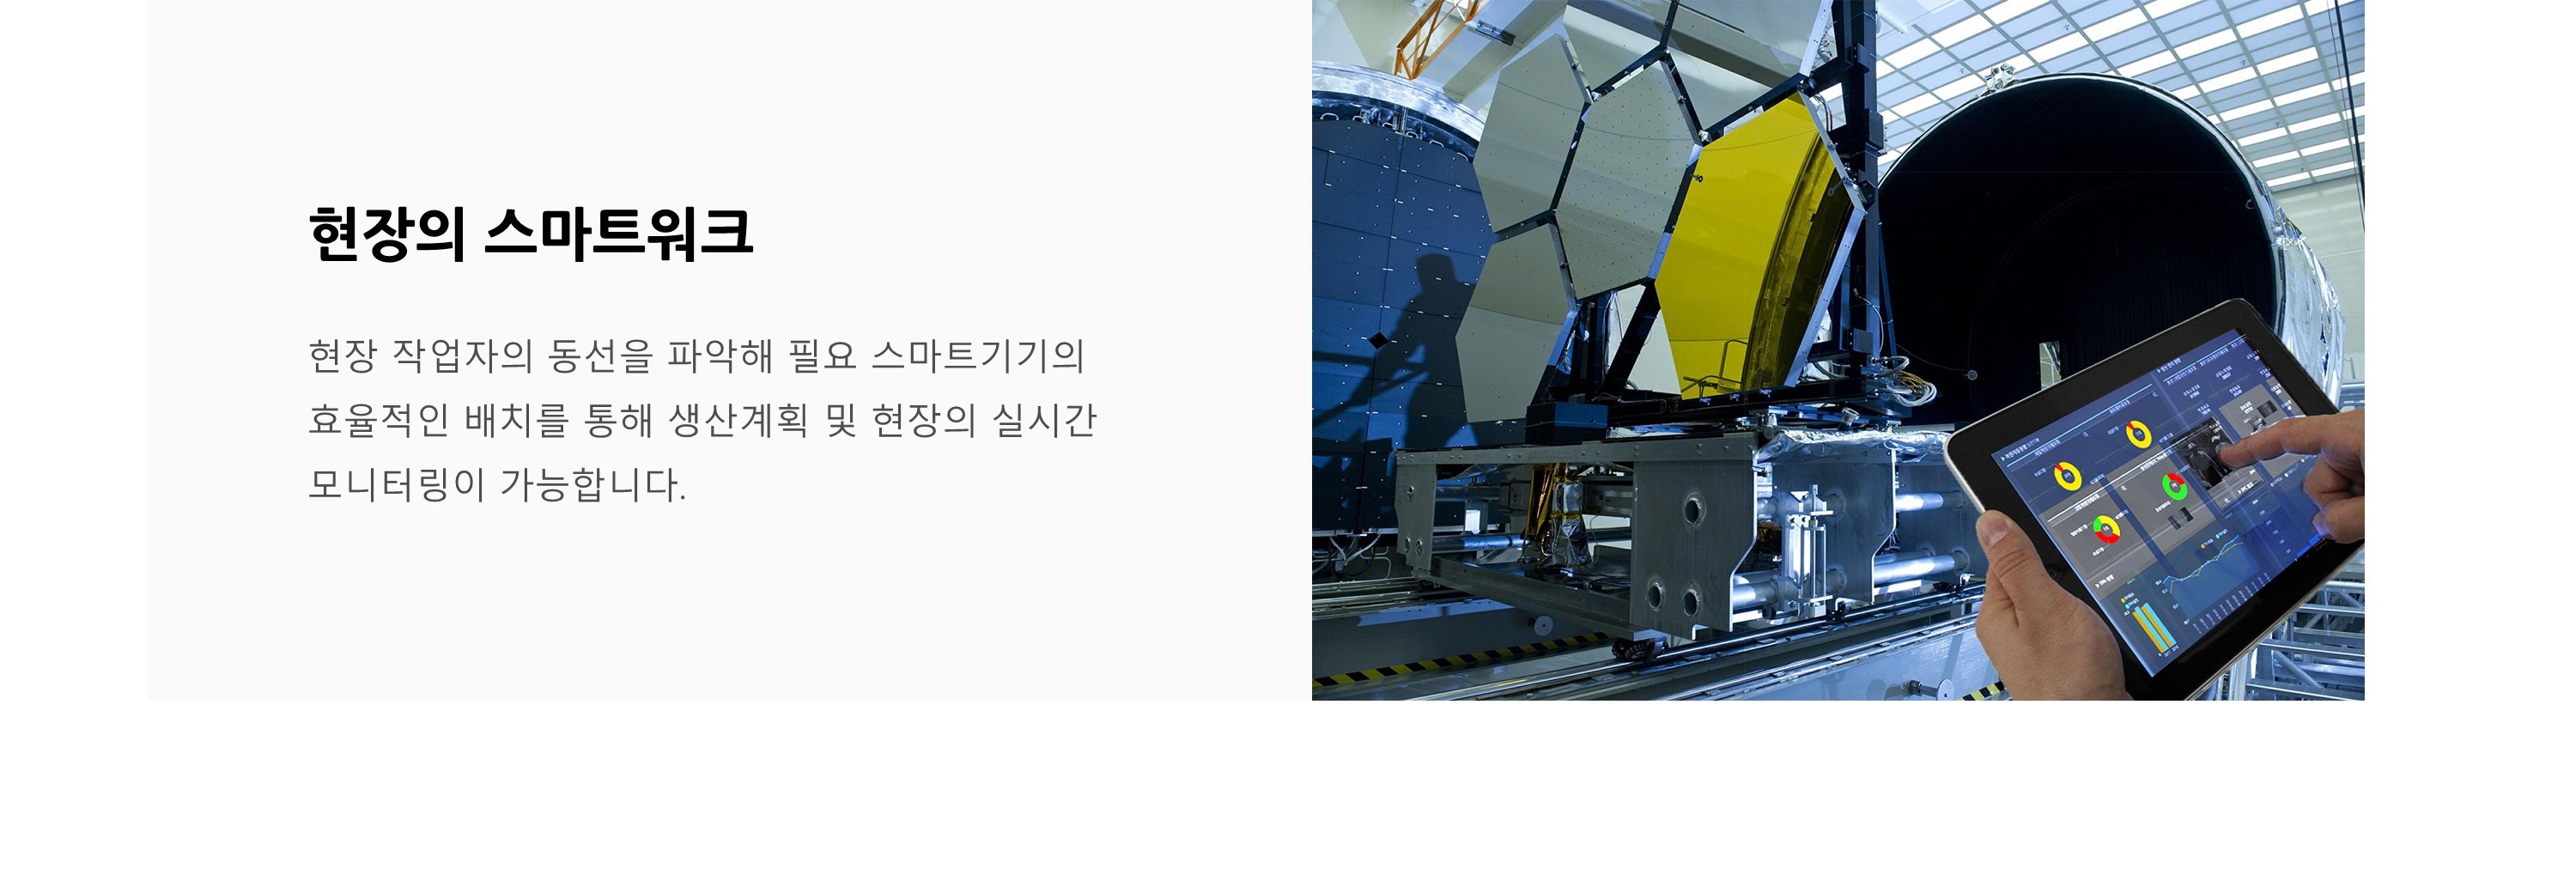 현장의 스마트워크
현장 작업자의 동선을 파악해 필요 스마트기기의
효율적인 배치를 통해 생산계획 및 현장의 실시간
모니터링이 가능합니다.